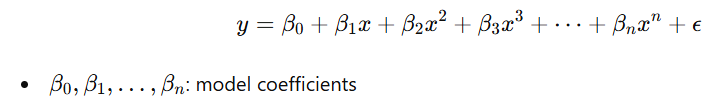 y = β₀ + β₁x + β₂x² + β₃x³ + ⋯ + βₙxⁿ + ϵ
• β₀, β₁, …, βₙ: model coefficients